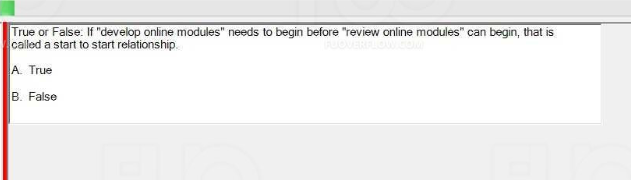 True or False: If "develop online modules" needs to begin before "review online modules" can begin, that is
called a start to start relationship.
A. True
B. False